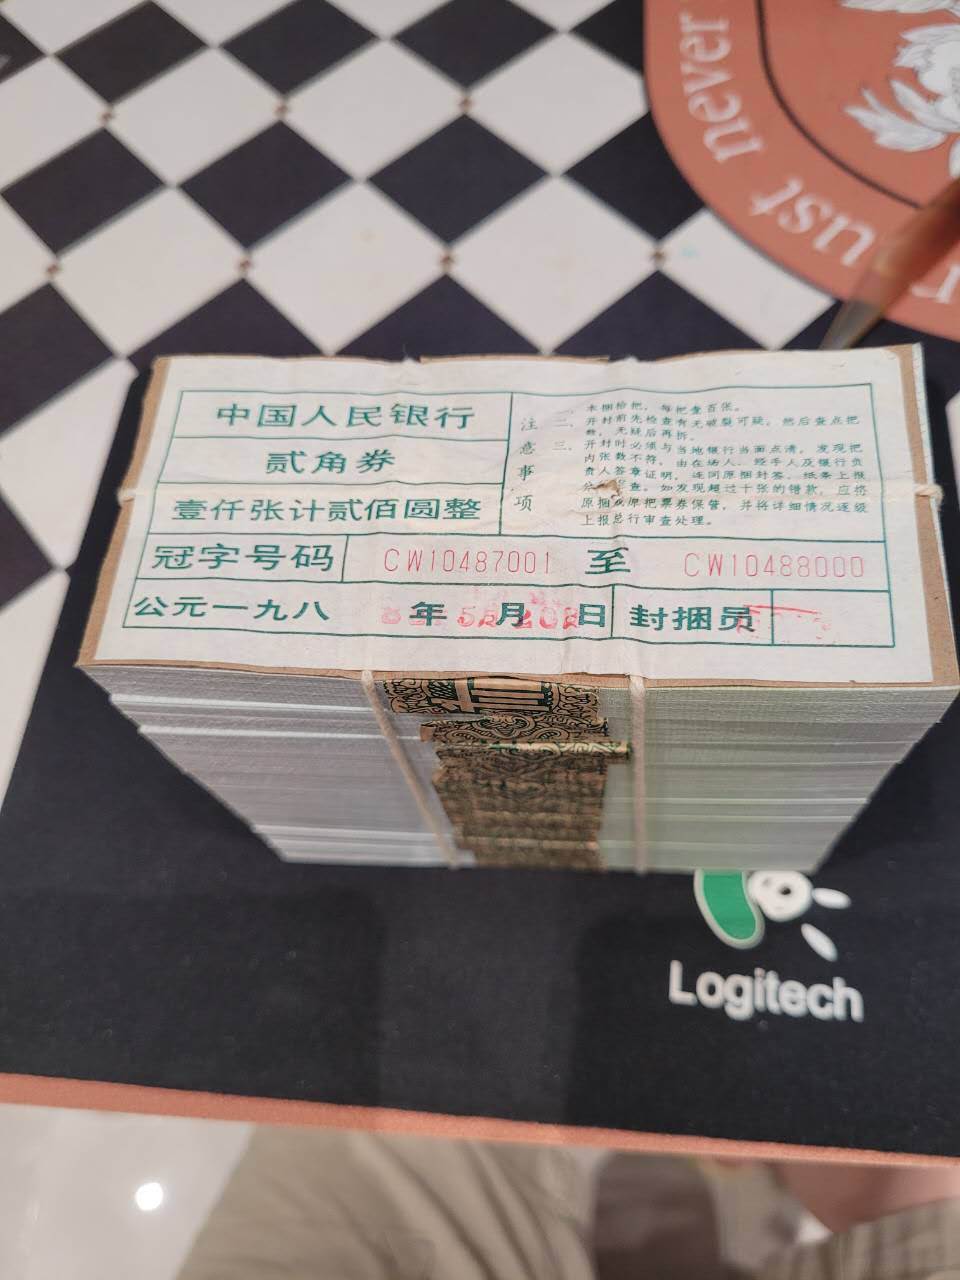 never
ust
中国人民银行
贰角券
壹仟张计贰佰圆整
注意事项
一、本捆拾把，每把壹百张。
二、开封前先检查有无破裂可疑，然后查点把
数，无疑后再拆。
三、开封时必须与当地银行当面点清，发现把
内张数不符，由在场人、经手人及银行负
责人签章证明，连同原捆封签、纸条上报
查，如发现超过十张的错款，应将
原捆或原把票券保管，并将详细情况逐级
上报总行审查处理。
冠字号码 CW10487001 至 CW10488000
公元一九八 年 月 日 封捆员
Logitech